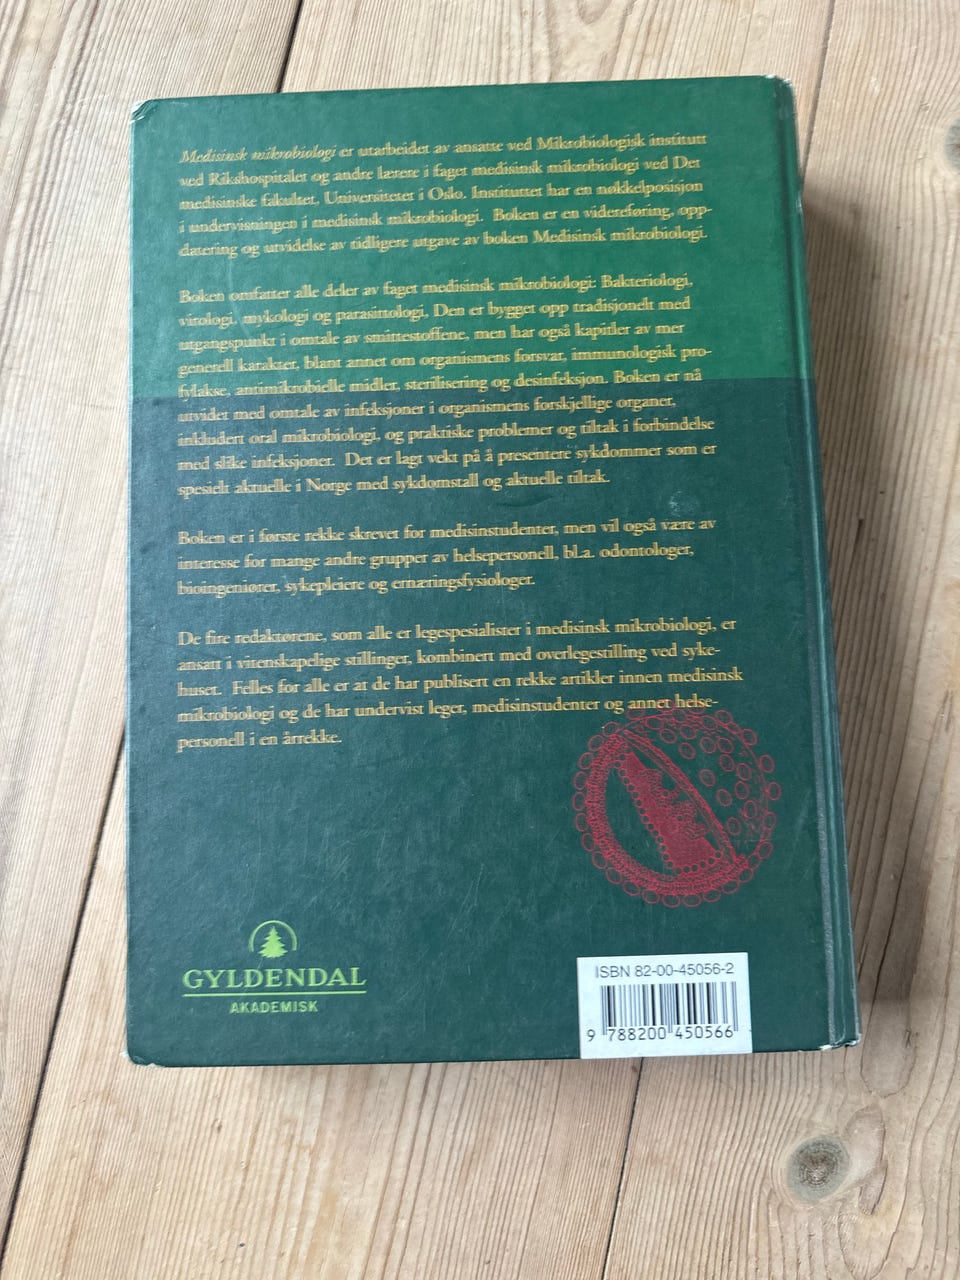 Medisinsk mikrobiologi er utarbeidet av ansatte ved Mikrobiologisk institutt
ved Rikshospitalet og andre lærere i faget medisinsk mikrobiologi ved Det
medisinske fakultet, Universitetet i Oslo. Instituttet har en nøkkelposisjon
i undervisningen i medisinsk mikrobiologi. Boken er en videreføring, opp-
datering og utvidelse av tidligere utgave av boken Medisinsk mikrobiologi.
Boken omfatter alle deler av faget medisinsk mikrobiologi: Bakteriologi,
virologi, mykologi og parasittologi, Den er bygget opp tradisjonelt med
utgangspunkt i omtale av smittestoffene, men har også kapitler av mer
generell karakter, blant annet om organismens forsvar, immunologisk pro-
fylakse, antimikrobielle midler, sterilisering og desinfeksjon. Boken er nå
utvidet med omtale av infeksjoner i organismens forskjellige organer,
inkludert oral mikrobiologi, og praktiske problemer og tiltak i forbindelse
med slike infeksjoner. Det er lagt vekt på å presentere sykdommer som er
spesielt aktuelle i Norge med sykdomstall og aktuelle tiltak.
Boken er i første rekke skrevet for medisinstudenter, men vil også være av
interesse for mange andre grupper av helsepersonell, bl.a. odontologer,
bioingeniører, sykepleiere og ernæringsfysiologer.
De fire redaktørene, som alle er legespesialister i medisinsk mikrobiologi, er
ansatt i vitenskapelige stillinger, kombinert med overlegestilling ved syke-
huset. Felles for alle er at de har publisert en rekke artikler innen medisinsk
mikrobiologi og de har undervist leger, medisinstudenter og annet helse-
personell i en årrekke.
GYLDENDAL
AKADEMISK
ISBN 82-00-45056-2
9 788200 450566